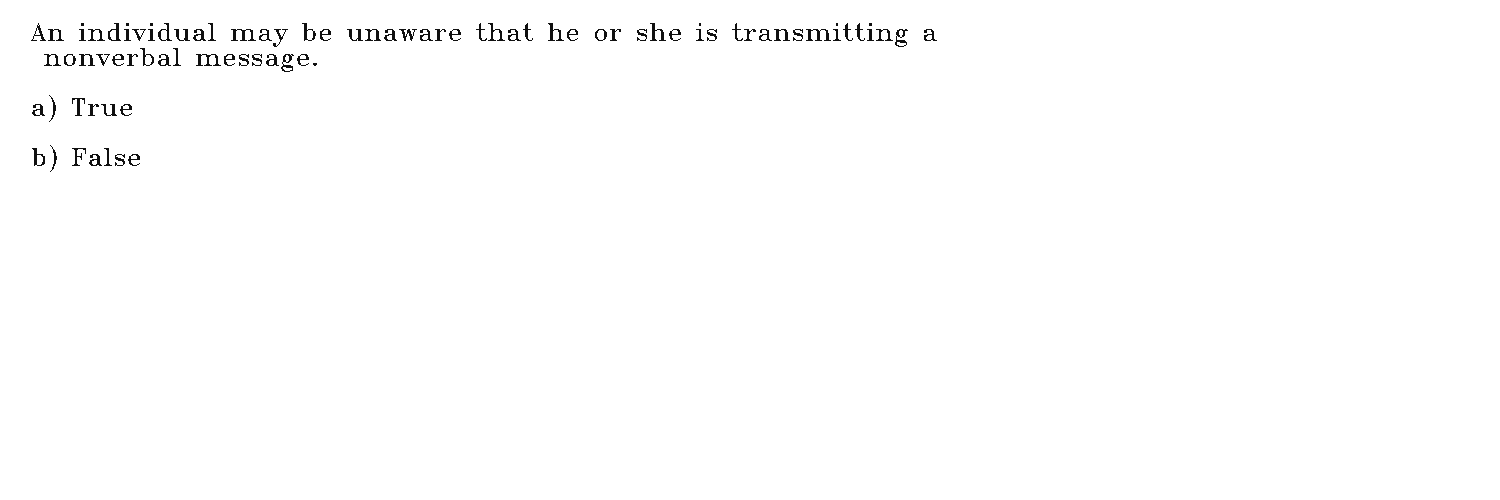 An individual may be unaware that he or she is transmitting a
nonverbal message.
a) True
b) False